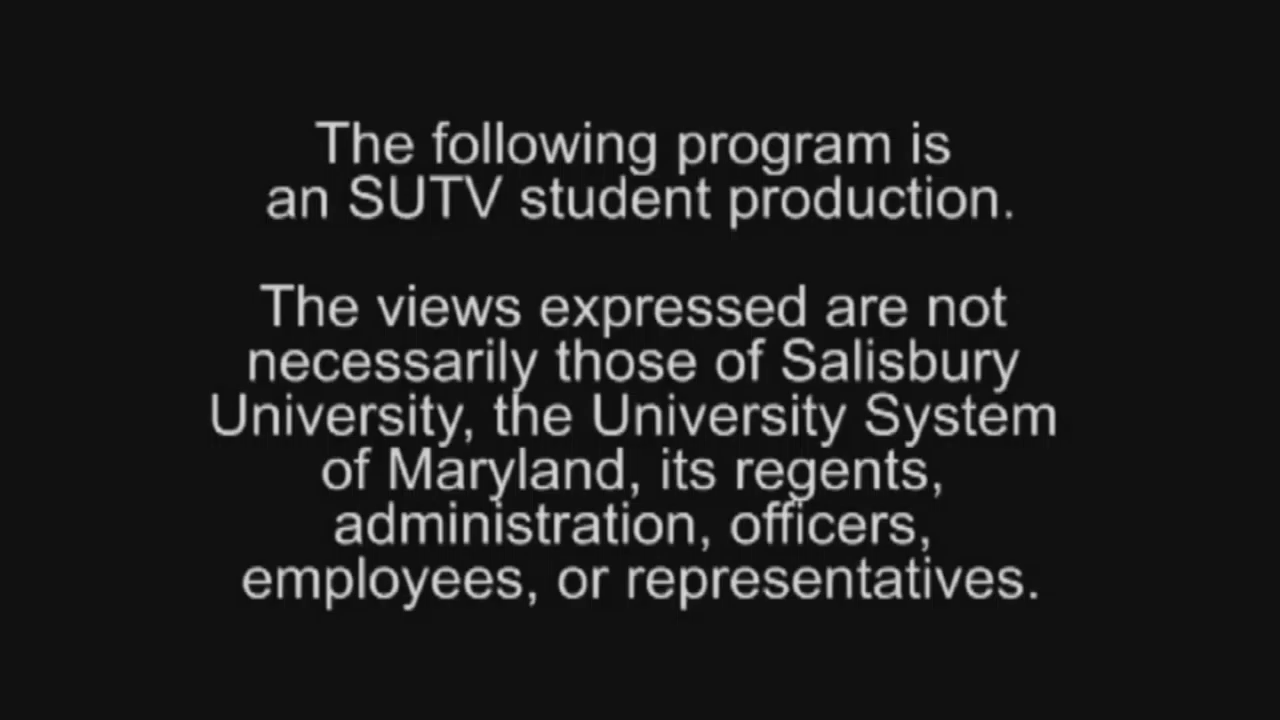 The following program is
an SUTV student production.
The views expressed are not
necessarily those of Salisbury
University, the University System
of Maryland, its regents,
administration, officers,
employees, or representatives.